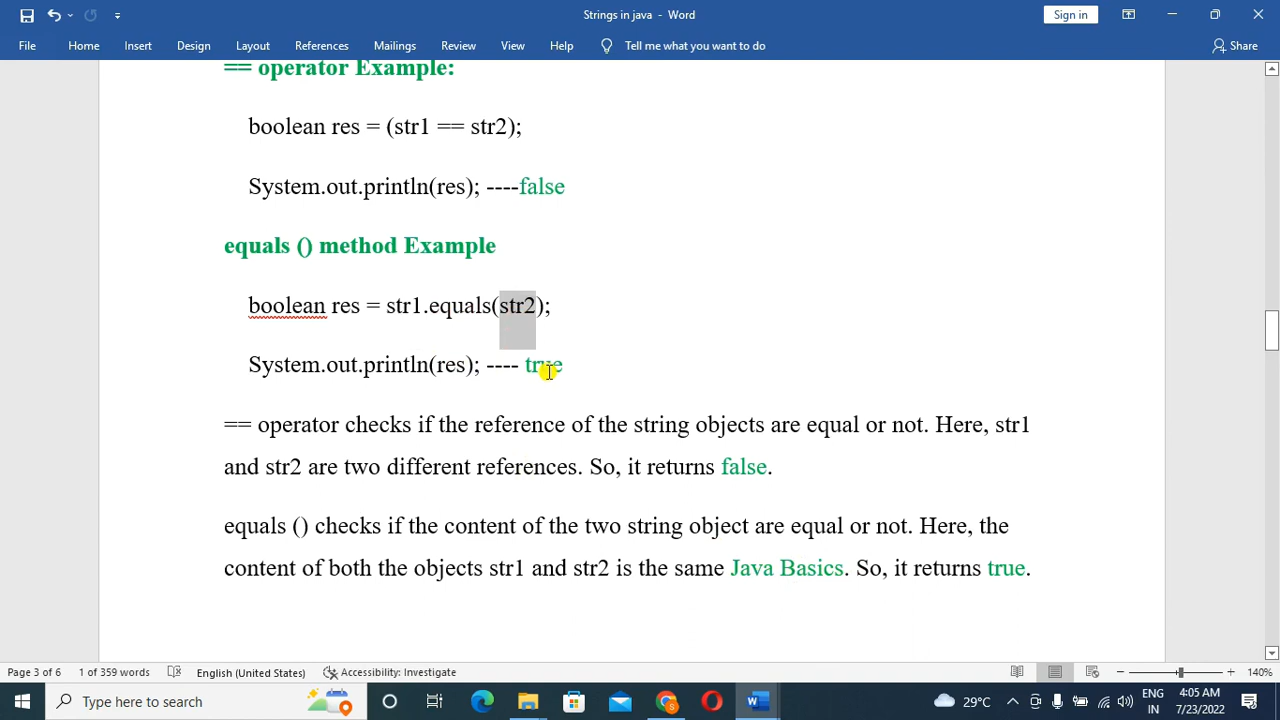 Strings in java - Word
Sign in
File Home Insert Design Layout References Mailings Review View Help Tell me what you want to do Share
== operator Example:
boolean res = (str1 == str2);
System.out.println(res); ----false
equals () method Example
boolean res = str1.equals(str2);
System.out.println(res); ---- true
== operator checks if the reference of the string objects are equal or not. Here, str1
and str2 are two different references. So, it returns false.
equals () checks if the content of the two string object are equal or not. Here, the
content of both the objects str1 and str2 is the same Java Basics. So, it returns true.
Page 3 of 6 1 of 359 words English (United States) Accessibility: Investigate 140%
Type here to search
29°C
ENG
IN
4:05 AM
7/23/2022